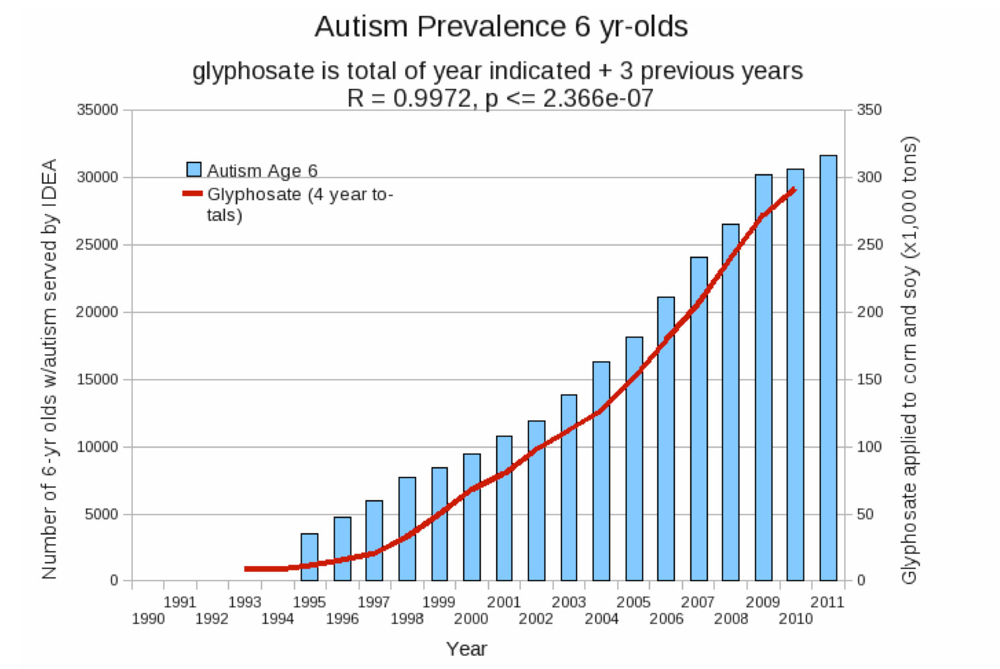 Autism Prevalence 6 yr-olds
glyphosate is total of year indicated + 3 previous years
R = 0.9972, p <= 2.366e-07
35000
30000
25000
20000
15000
10000
5000
0
Number of 6-yr olds w/autism served by IDEA
Autism Age 6
Glyphosate (4 year to-
tals)
350
300
250
200
150
100
50
0
Glyphosate applied to corn and soy (x1,000 tons)
1991 1993 1995 1997 1999 2001 2003 2005 2007 2009 2011
1990 1992 1994 1996 1998 2000 2002 2004 2006 2008 2010
Year